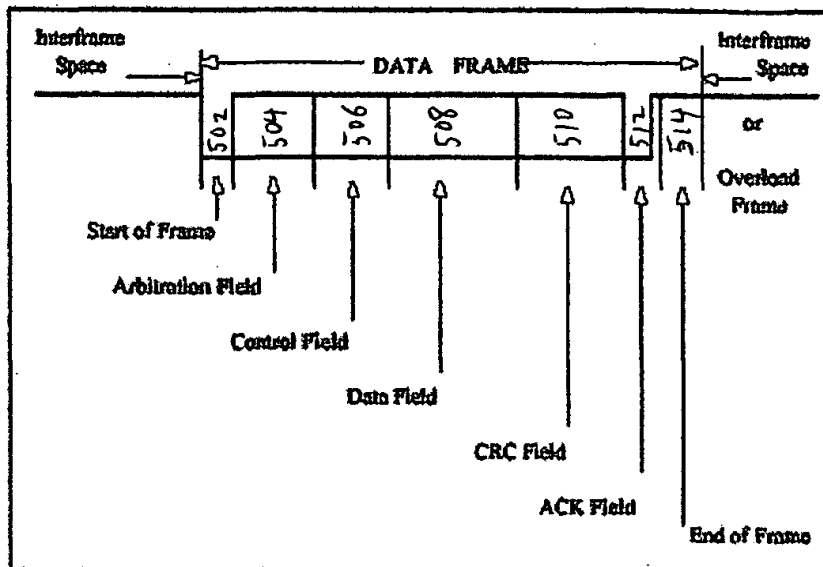 Interframe
Space
DATA FRAME
Interframe
Space
502
504
506
508
510
512
514
or
Overload
Frame
Start of Frame
Arbitration Field
Control Field
Data Field
CRC Field
ACK Field
End of Frame